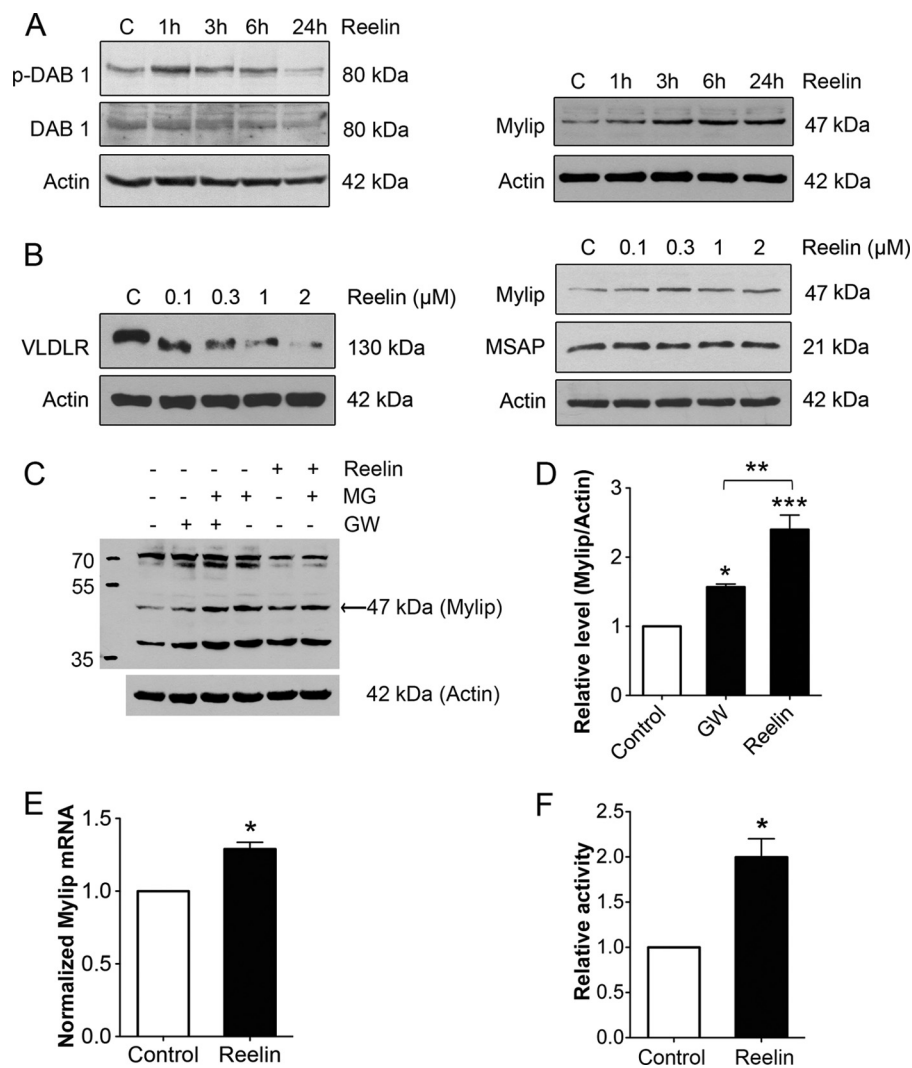 A
C 1h 3h 6h 24h Reelin
p-DAB 1 80 kDa
DAB 1 80 kDa
Actin 42 kDa
C 1h 3h 6h 24h Reelin
Mylip 47 kDa
Actin 42 kDa
B
C 0.1 0.3 1 2 Reelin (µM)
VLDLR 130 kDa
Actin 42 kDa
C 0.1 0.3 1 2 Reelin (µM)
Mylip 47 kDa
MSAP 21 kDa
Actin 42 kDa
C
- - - - + + Reelin
- - + + - + MG
- + + - - - GW
70
55
←47 kDa (Mylip)
35
42 kDa (Actin)
D
Relative level (Mylip/Actin)
3
2
1
0
*
**
***
Control GW Reelin
E
Normalized Mylip mRNA
1.5
1.0
0.5
0.0
*
Control Reelin
F
Relative activity
2.5
2.0
1.5
1.0
0.5
0.0
*
Control Reelin